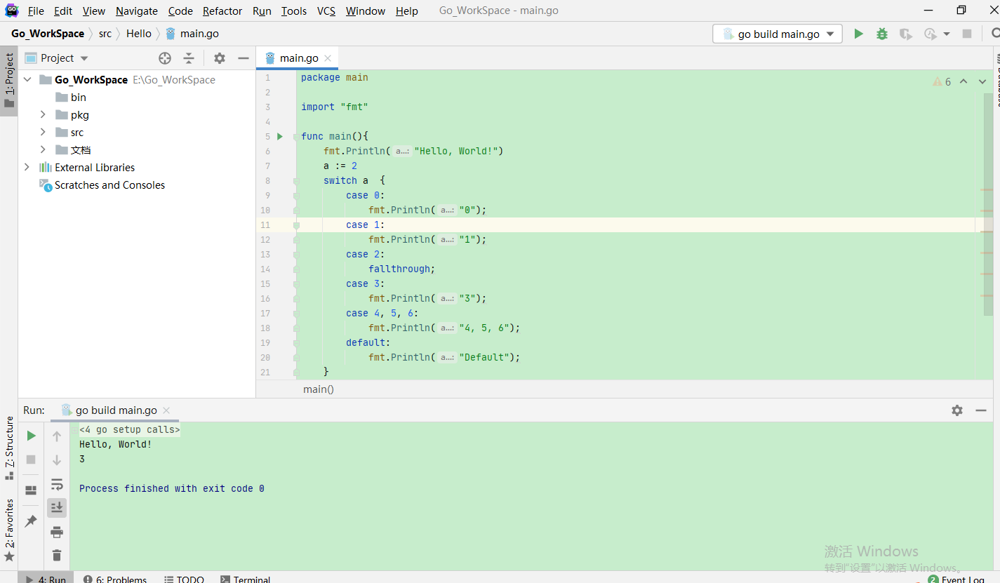 File Edit View Navigate Code Refactor Run Tools VCS Window Help Go_WorkSpace - main.go
Go_WorkSpace src Hello main.go go build main.go
1: Project
Project
main.go
Go_WorkSpace E:\Go_WorkSpace
bin
pkg
src
文档
External Libraries
Scratches and Consoles
6
1 package main
2
3 import "fmt"
4
5 func main(){
6 fmt.Println( a...: "Hello, World!")
7 a := 2
8 switch a {
9 case 0:
10 fmt.Println( a...: "0");
11 case 1:
12 fmt.Println( a...: "1");
13 case 2:
14 fallthrough;
15 case 3:
16 fmt.Println( a...: "3");
17 case 4, 5, 6:
18 fmt.Println( a...: "4, 5, 6");
19 default:
20 fmt.Println( a...: "Default");
21 }
main()
Run: go build main.go
<4 go setup calls>
Hello, World!
3
Process finished with exit code 0
7: Structure
2: Favorites
激活 Windows
转到"设置"以激活 Windows。
4: Run 6: Problems TODO Terminal 2 Event Log